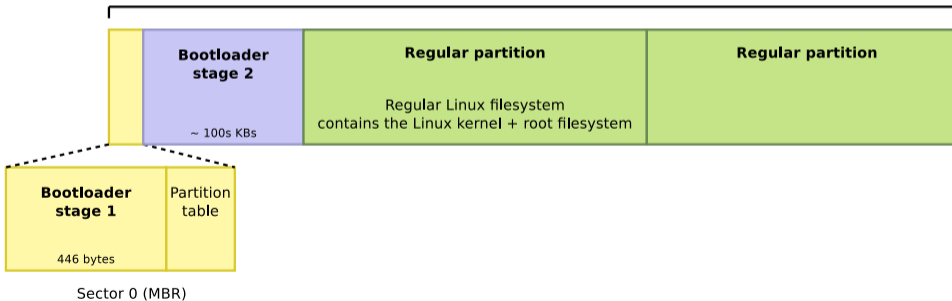 Bootloader
stage 2
~ 100s KBs
Regular partition
Regular Linux filesystem
contains the Linux kernel + root filesystem
Regular partition
Bootloader
stage 1
446 bytes
Partition
table
Sector 0 (MBR)